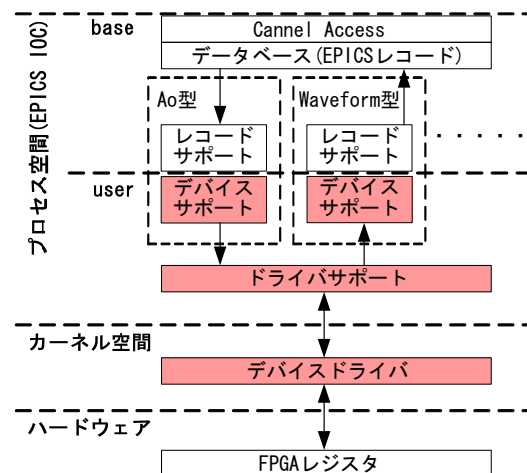 プロセス空間(EPICS IOC)
base
Cannel Access
データベース(EPICSレコード)
Ao型
Waveform型
レコード
サポート
レコード
サポート
・・・・・
user
デバイス
サポート
デバイス
サポート
ドライバサポート
カーネル空間
デバイスドライバ
ハードウェア
FPGAレジスタ